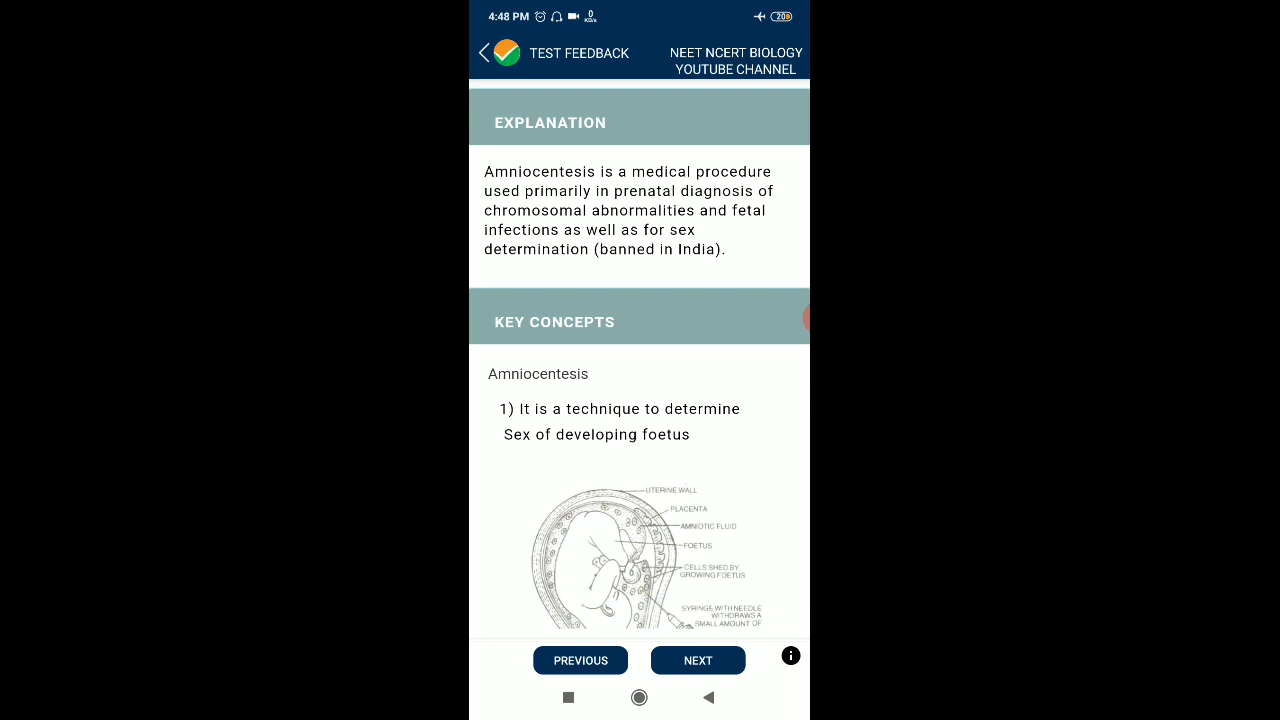 4:48 PM 0 KB/s 20
TEST FEEDBACK
NEET NCERT BIOLOGY
YOUTUBE CHANNEL
EXPLANATION
Amniocentesis is a medical procedure
used primarily in prenatal diagnosis of
chromosomal abnormalities and fetal
infections as well as for sex
determination (banned in India).
KEY CONCEPTS
Amniocentesis
1) It is a technique to determine
Sex of developing foetus
UTERINE WALL
PLACENTA
AMNIOTIC FLUID
FOETUS
CELLS SHED BY
GROWING FOETUS
SYRINGE WITH NEEDLE
WITHDRAWS A
SMALL AMOUNT OF
PREVIOUS
NEXT